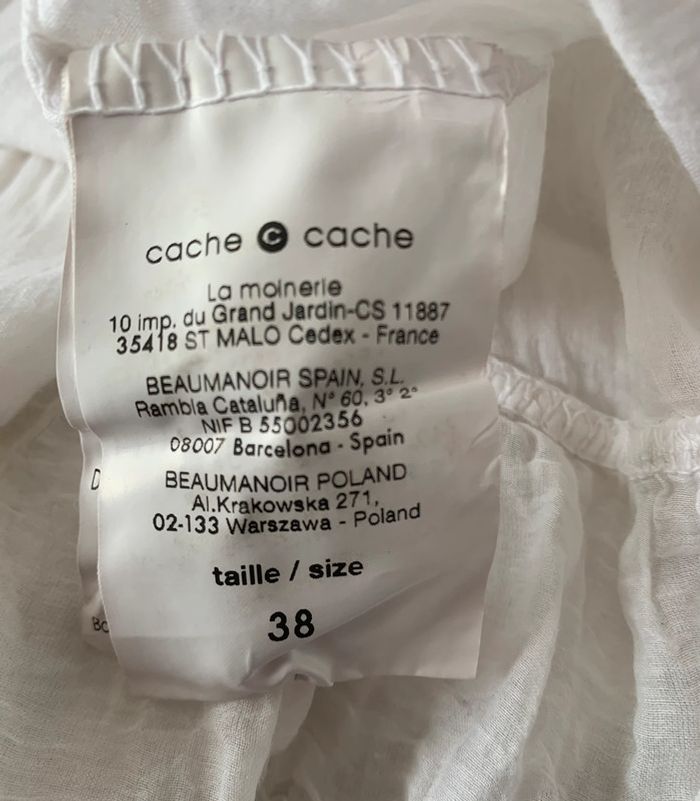 cache C cache
La moinerie
10 imp. du Grand Jardin-CS 11887
35418 ST MALO Cedex - France
BEAUMANOIR SPAIN, S.L.
Rambla Cataluña, N° 60, 3° 2ª
NIF B 55002356
08007 Barcelona - Spain
BEAUMANOIR POLAND
Al.Krakowska 271,
02-133 Warszawa - Poland
taille / size
38